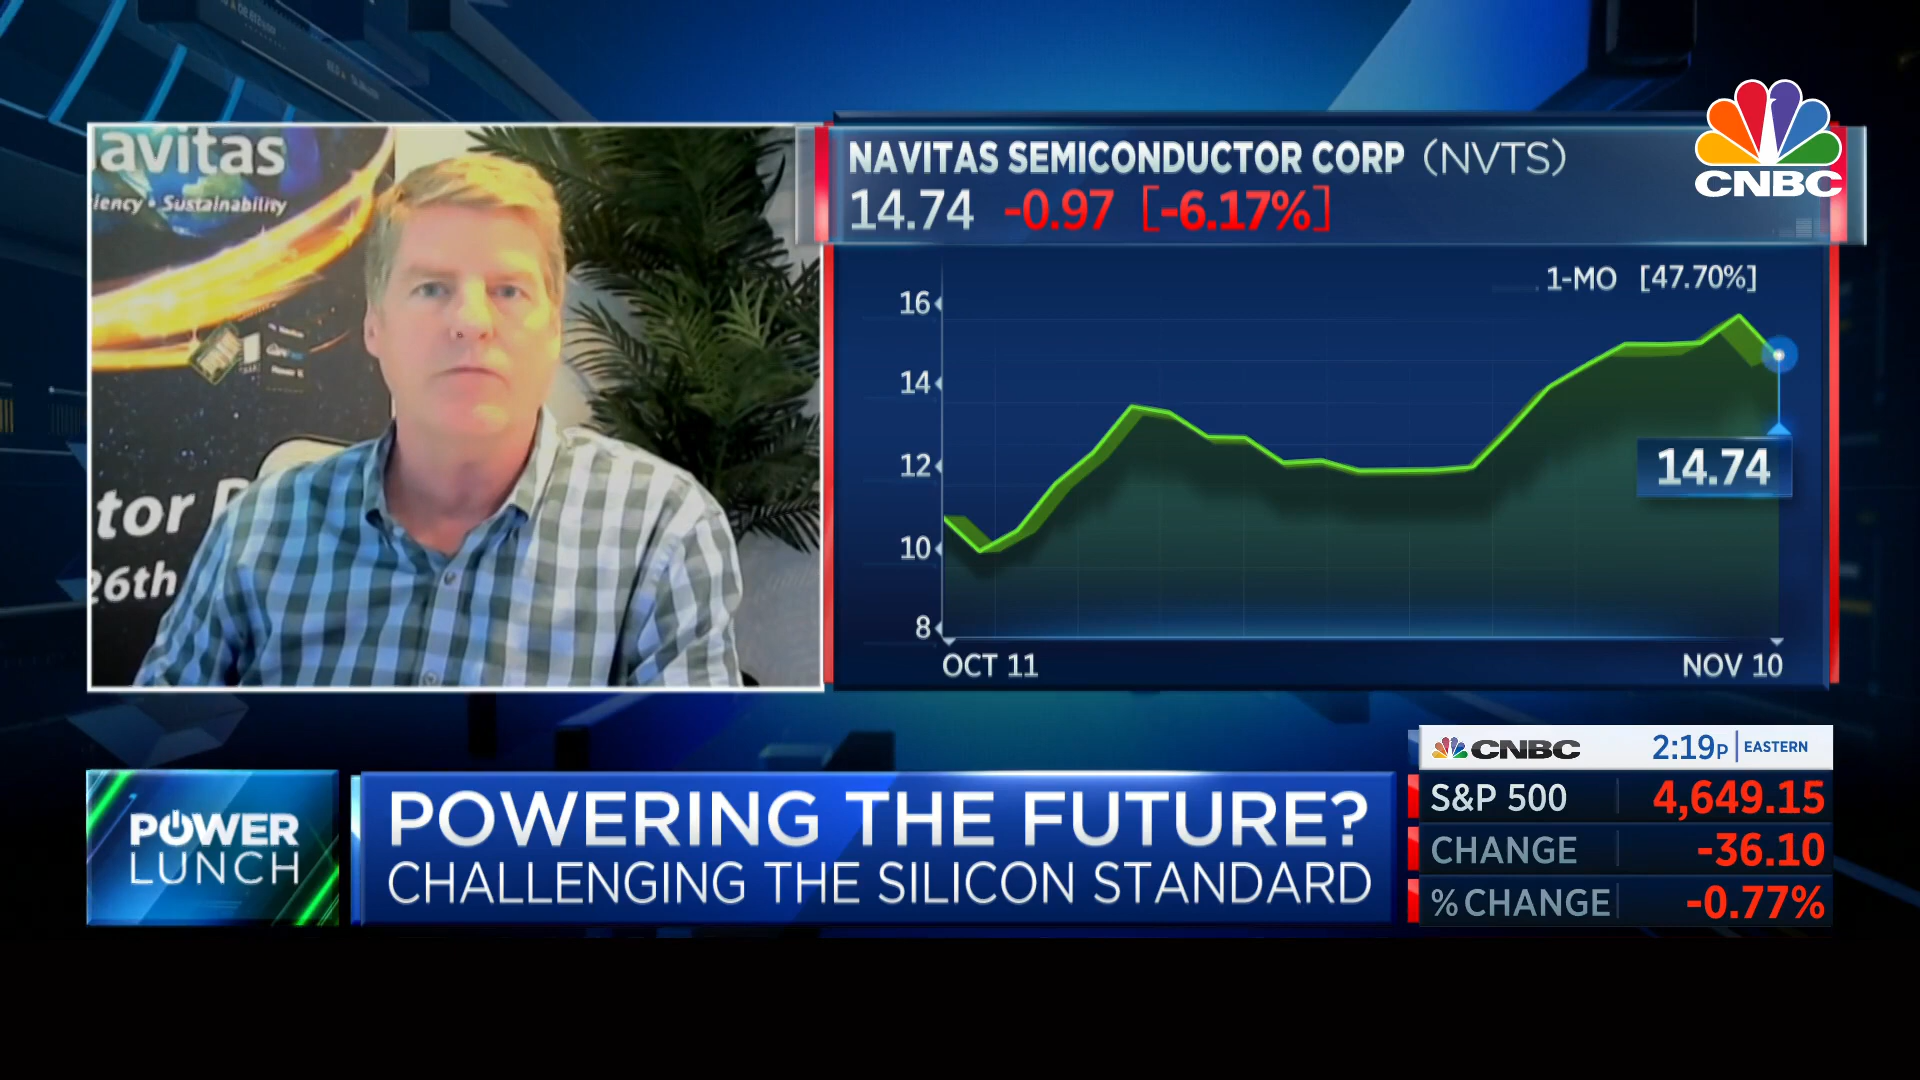 avitas
iency • Sustainability
tor
26th
NAVITAS SEMICONDUCTOR CORP (NVTS)
14.74 -0.97 [-6.17%]
CNBC
1-MO [47.70%]
16
14
12
10
8
14.74
OCT 11
NOV 10
POWER
LUNCH
POWERING THE FUTURE?
CHALLENGING THE SILICON STANDARD
CNBC 2:19P EASTERN
S&P 500 4,649.15
CHANGE -36.10
% CHANGE -0.77%